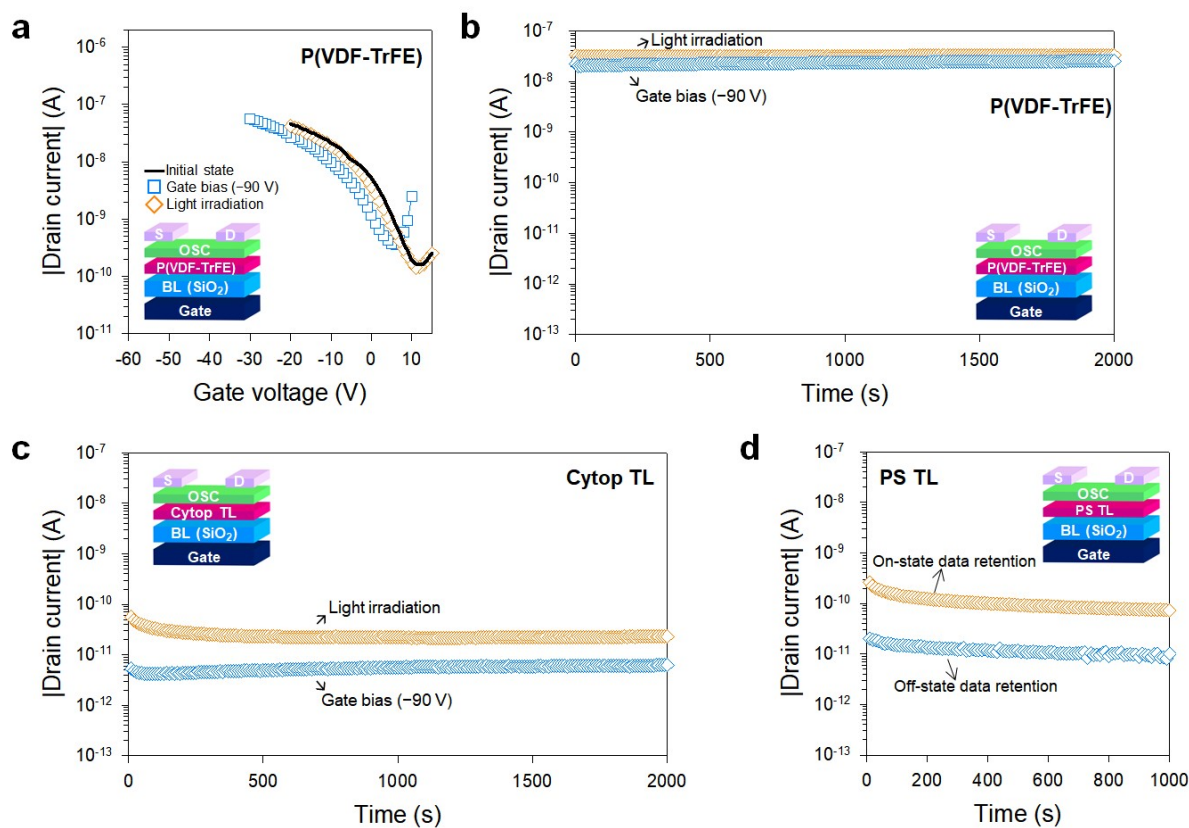 a
P(VDF-TrFE)
10⁻⁶
10⁻⁷
10⁻⁸
10⁻⁹
10⁻¹⁰
10⁻¹¹
|Drain current| (A)
Initial state
Gate bias (−90 V)
Light irradiation
S D
OSC
P(VDF-TrFE)
BL (SiO₂)
Gate
-60 -50 -40 -30 -20 -10 0 10
Gate voltage (V)
b
10⁻⁷
10⁻⁸
10⁻⁹
10⁻¹⁰
10⁻¹¹
10⁻¹²
10⁻¹³
|Drain current| (A)
Light irradiation
Gate bias (−90 V)
P(VDF-TrFE)
S D
OSC
P(VDF-TrFE)
BL (SiO₂)
Gate
0 500 1000 1500 2000
Time (s)
c
10⁻⁷
10⁻⁸
10⁻⁹
10⁻¹⁰
10⁻¹¹
10⁻¹²
10⁻¹³
|Drain current| (A)
S D
OSC
Cytop TL
BL (SiO₂)
Gate
Cytop TL
Light irradiation
Gate bias (−90 V)
0 500 1000 1500 2000
Time (s)
d
10⁻⁷
10⁻⁸
10⁻⁹
10⁻¹⁰
10⁻¹¹
10⁻¹²
10⁻¹³
|Drain current| (A)
PS TL
S D
OSC
PS TL
BL (SiO₂)
Gate
On-state data retention
Off-state data retention
0 200 400 600 800 1000
Time (s)